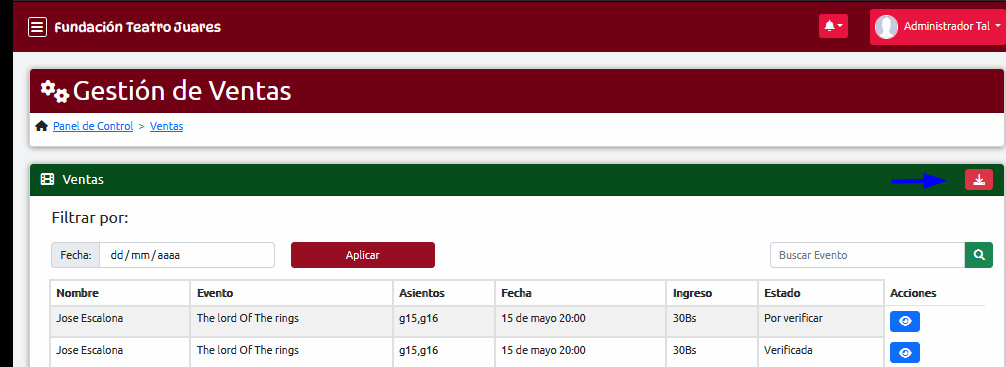 Fundación Teatro Juares
Administrador Tal
Gestión de Ventas
Panel de Control > Ventas
Ventas
Filtrar por:
Fecha: dd/mm/aaaa Aplicar Buscar Evento
Nombre Evento Asientos Fecha Ingreso Estado Acciones
Jose Escalona The lord Of The rings g15,g16 15 de mayo 20:00 30Bs Por verificar
Jose Escalona The lord Of The rings g15,g16 15 de mayo 20:00 30Bs Verificada